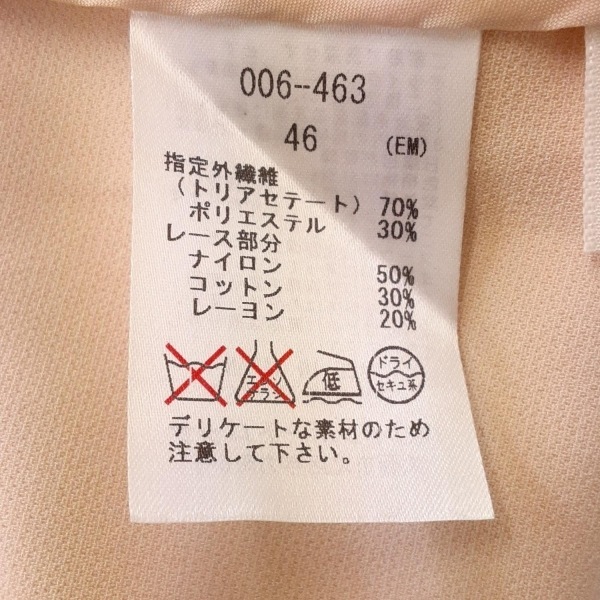 006-463
46 (EM)
指定外繊維
(トリアセテート) 70%
ポリエステル 30%
レース部分
ナイロン 50%
コットン 30%
レーヨン 20%
エンソ
サラシ
低
ドライ
セキユ系
デリケートな素材のため
注意して下さい。